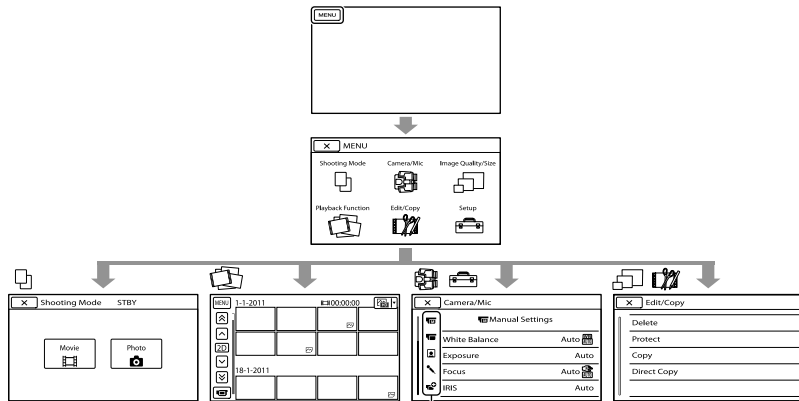 MENU
× MENU
Shooting Mode Camera/Mic Image Quality/Size
Playback Function Edit/Copy Setup
× Shooting Mode STBY
Movie Photo
MENU 1-1-2011 00:00:00
2D
18-1-2011
× Camera/Mic
Manual Settings
White Balance Auto
Exposure Auto
Focus Auto
IRIS Auto
× Edit/Copy
Delete
Protect
Copy
Direct Copy